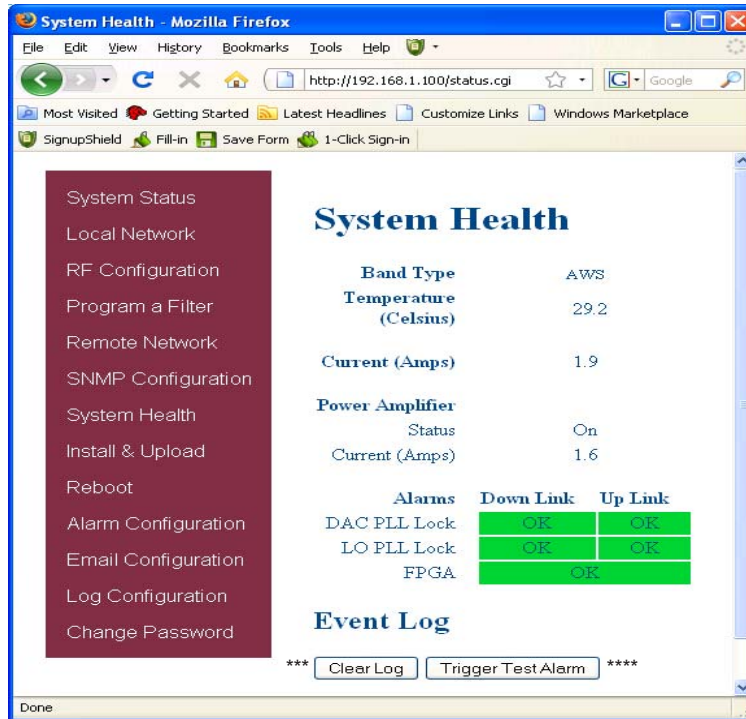 System Health - Mozilla Firefox
File Edit View History Bookmarks Tools Help
http://192.168.1.100/status.cgi G Google
Most Visited Getting Started Latest Headlines Customize Links Windows Marketplace
SignupShield Fill-in Save Form 1-Click Sign-in
System Status
Local Network
RF Configuration
Program a Filter
Remote Network
SNMP Configuration
System Health
Install & Upload
Reboot
Alarm Configuration
Email Configuration
Log Configuration
Change Password
System Health
Band Type AWS
Temperature
(Celsius) 29.2
Current (Amps) 1.9
Power Amplifier
Status On
Current (Amps) 1.6
Alarms Down Link Up Link
DAC PLL Lock OK OK
LO PLL Lock OK OK
FPGA OK
Event Log
*** Clear Log Trigger Test Alarm ****
Done